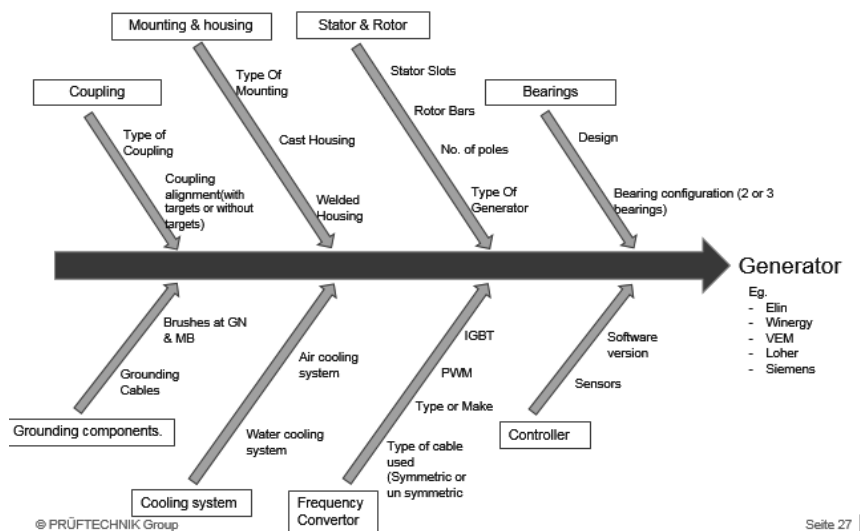 Mounting & housing
Stator & Rotor
Coupling
Bearings
Type Of
Mounting
Cast Housing
Welded
Housing
Stator Slots
Rotor Bars
No. of poles
Type Of
Generator
Type of
Coupling
Coupling
alignment(with
targets or without
targets)
Design
Bearing configuration (2 or 3
bearings)
Generator
Eg.
- Elin
- Winergy
- VEM
- Loher
- Siemens
Brushes at GN
& MB
Grounding
Cables
Grounding components.
Air cooling
system
Water cooling
system
Cooling system
IGBT
PWM
Type or Make
Type of cable
used
(Symmetric or
un symmetric
Frequency
Convertor
Software
version
Sensors
Controller
© PRÜFTECHNIK Group
Seite 27